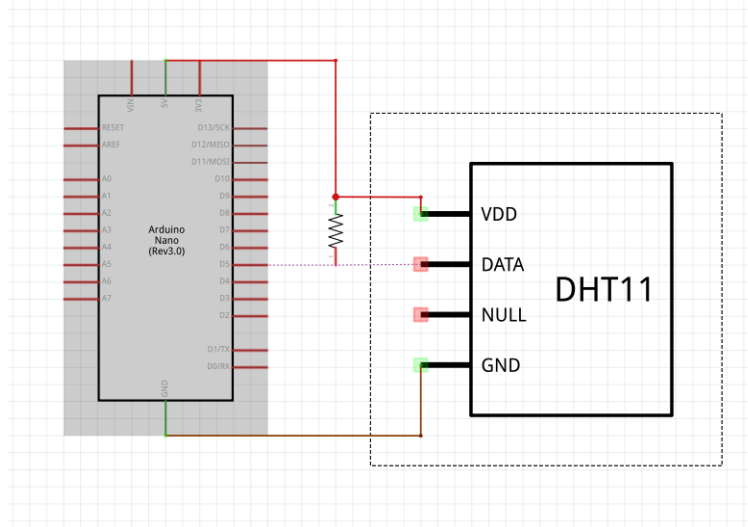 VIN
5V
3V3
RESET
D13/SCK
AREF
D12/MISO
D11/MOSI
A0
D10
A1
D9
A2
D8
A3
D7
A4
D6
A5
D5
A6
D4
A7
D3
D2
D1/TX
D0/RX
GND
Arduino
Nano
(Rev3.0)
2
1
VDD
DATA
NULL
GND
DHT11